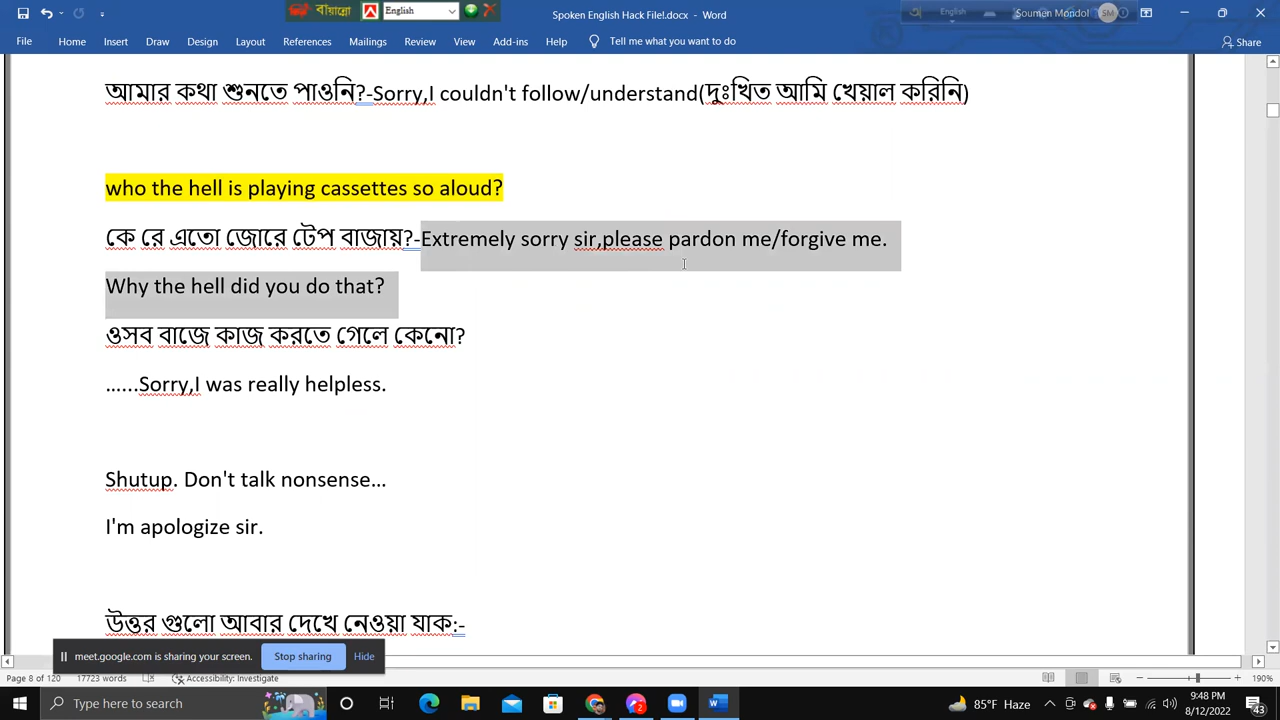 বায়ান্নো
English
Spoken English Hack File!.docx - Word
English
Soumen Mondol
SM
File Home Insert Draw Design Layout References Mailings Review View Add-ins Help Tell me what you want to do Share
আমার কথা শুনতে পাওনি?-Sorry,I couldn't follow/understand(দুঃখিত আমি খেয়াল করিনি)
who the hell is playing cassettes so aloud?
কে রে এতো জোরে টেপ বাজায়?-Extremely sorry sir,please pardon me/forgive me.
Why the hell did you do that?
ওসব বাজে কাজ করতে গেলে কেনো?
......Sorry,I was really helpless.
Shutup. Don't talk nonsense...
I'm apologize sir.
উত্তর গুলো আবার দেখে নেওয়া যাক:-
meet.google.com is sharing your screen. Stop sharing Hide
Page 8 of 120 17723 words Accessibility: Investigate 190%
Type here to search
2
85°F Haze
9:48 PM
8/12/2022
43